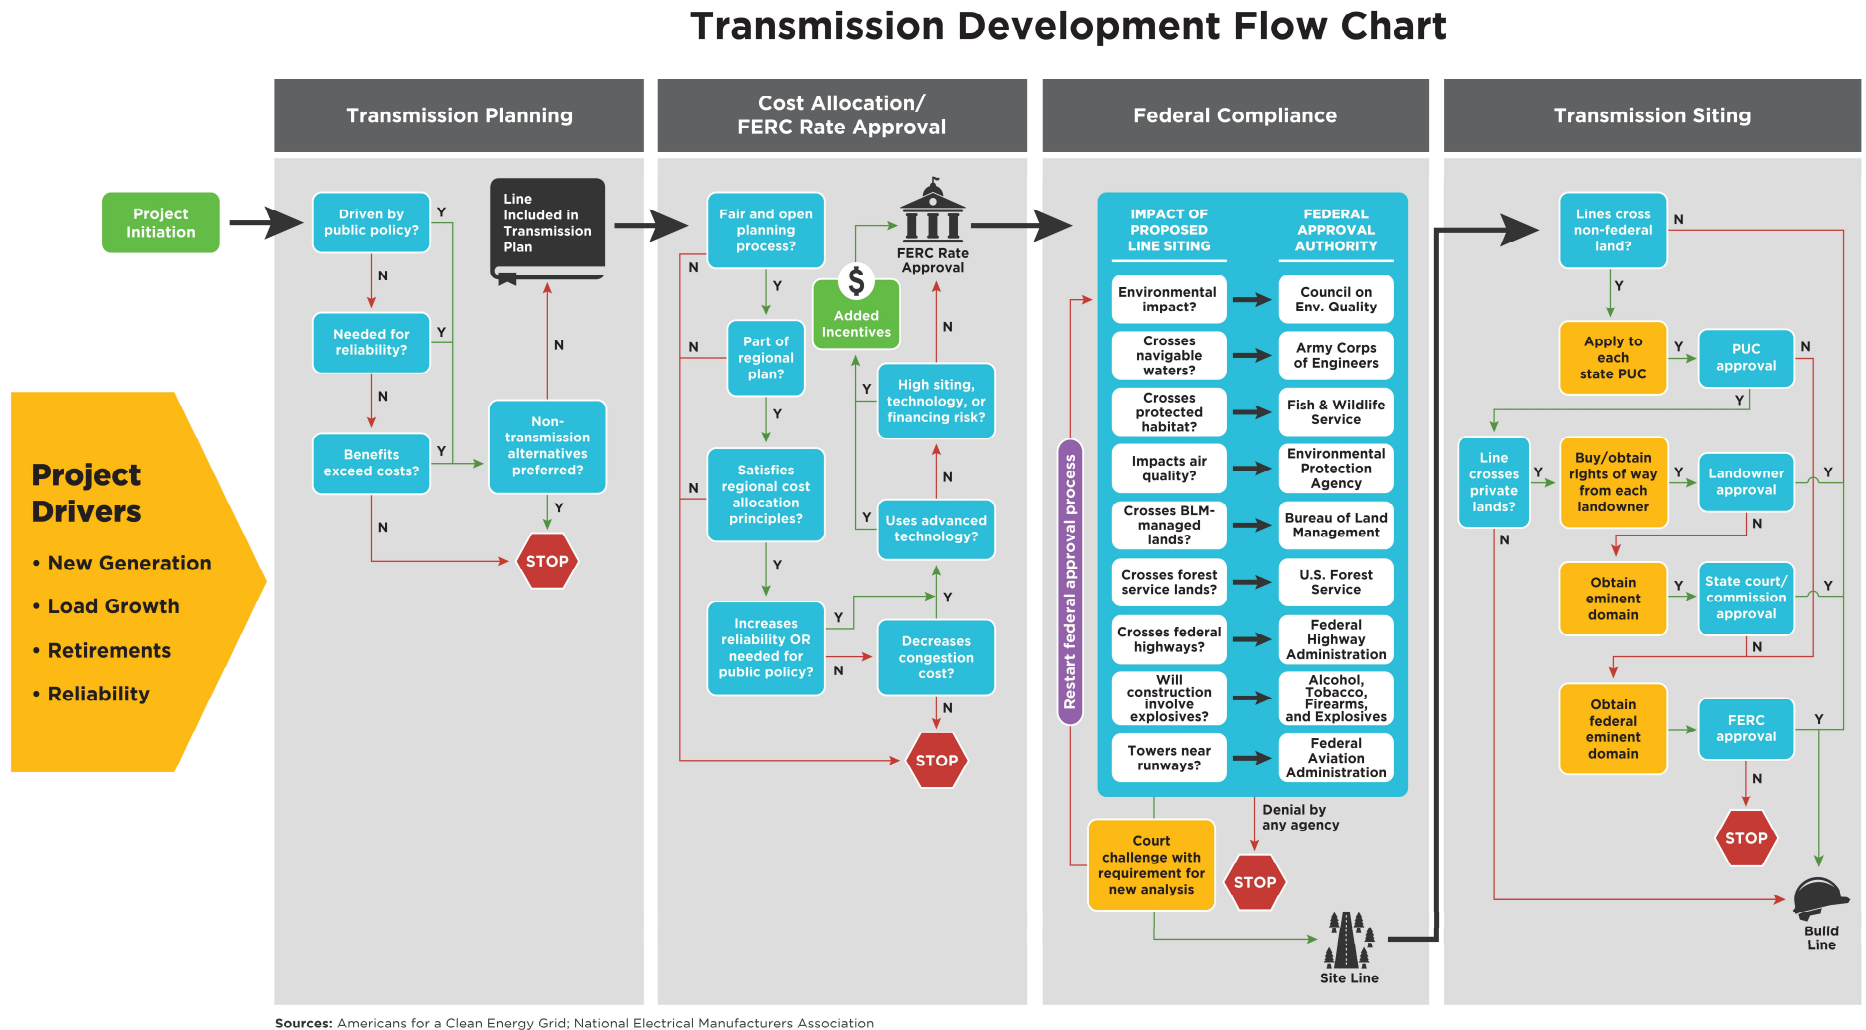 Transmission Development Flow Chart
Project
Initiation
Project
Drivers
• New Generation
• Load Growth
• Retirements
• Reliability
Transmission Planning
Driven by
public policy?
Y
N
Needed for
reliability?
Y
N
Benefits
exceed costs?
Y
N
Line
Included in
Transmission
Plan
N
Non-
transmission
alternatives
preferred?
Y
STOP
Cost Allocation/
FERC Rate Approval
Fair and open
planning
process?
N
Y
Part of
regional
plan?
N
Y
Satisfies
regional cost
allocation
principles?
N
Y
Increases
reliability OR
needed for
public policy?
Y
N
$
Added
Incentives
FERC Rate
Approval
N
High siting,
technology, or
financing risk?
Y
N
Uses advanced
technology?
Y
Y
Decreases
congestion
cost?
N
STOP
Federal Compliance
Restart federal approval process
IMPACT OF
PROPOSED
LINE SITING
FEDERAL
APPROVAL
AUTHORITY
Environmental
impact?
Council on
Env. Quality
Crosses
navigable
waters?
Army Corps
of Engineers
Crosses
protected
habitat?
Fish & Wildlife
Service
Impacts air
quality?
Environmental
Protection
Agency
Crosses BLM-
managed
lands?
Bureau of Land
Management
Crosses forest
service lands?
U.S. Forest
Service
Crosses federal
highways?
Federal
Highway
Administration
Will
construction
involve
explosives?
Alcohol,
Tobacco,
Firearms,
and Explosives
Towers near
runways?
Federal
Aviation
Administration
Court
challenge with
requirement for
new analysis
Denial by
any agency
STOP
Site Line
Transmission Siting
Lines cross
non-federal
land?
N
Y
Apply to
each
state PUC
Y
PUC
approval
N
Y
Line
crosses
private
lands?
Y
N
Buy/obtain
rights of way
from each
landowner
Y
Landowner
approval
Y
N
Obtain
eminent
domain
Y
State court/
commission
approval
Y
N
Obtain
federal
eminent
domain
FERC
approval
Y
N
STOP
Build
Line
Sources: Americans for a Clean Energy Grid; National Electrical Manufacturers Association